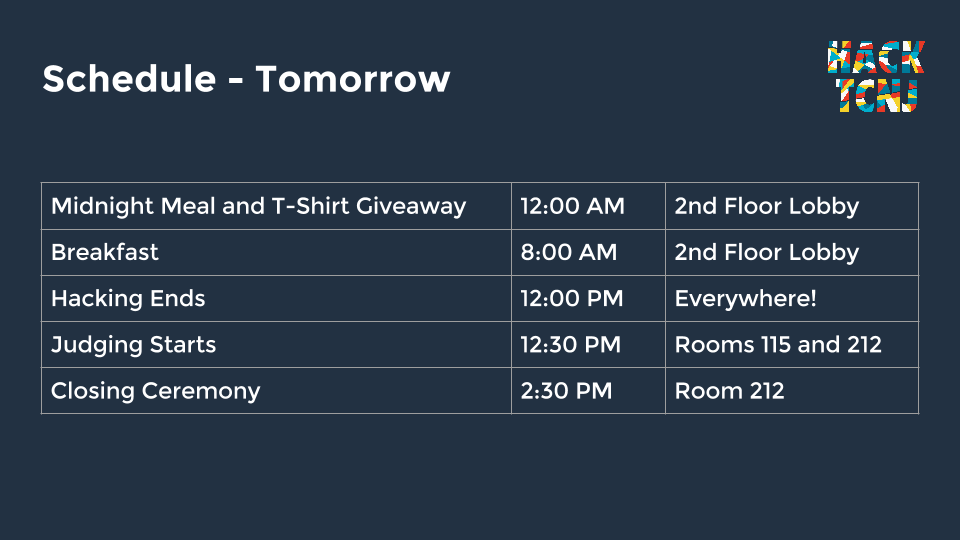 Schedule - Tomorrow
HACK
TCNJ
Midnight Meal and T-Shirt Giveaway 12:00 AM 2nd Floor Lobby
Breakfast 8:00 AM 2nd Floor Lobby
Hacking Ends 12:00 PM Everywhere!
Judging Starts 12:30 PM Rooms 115 and 212
Closing Ceremony 2:30 PM Room 212